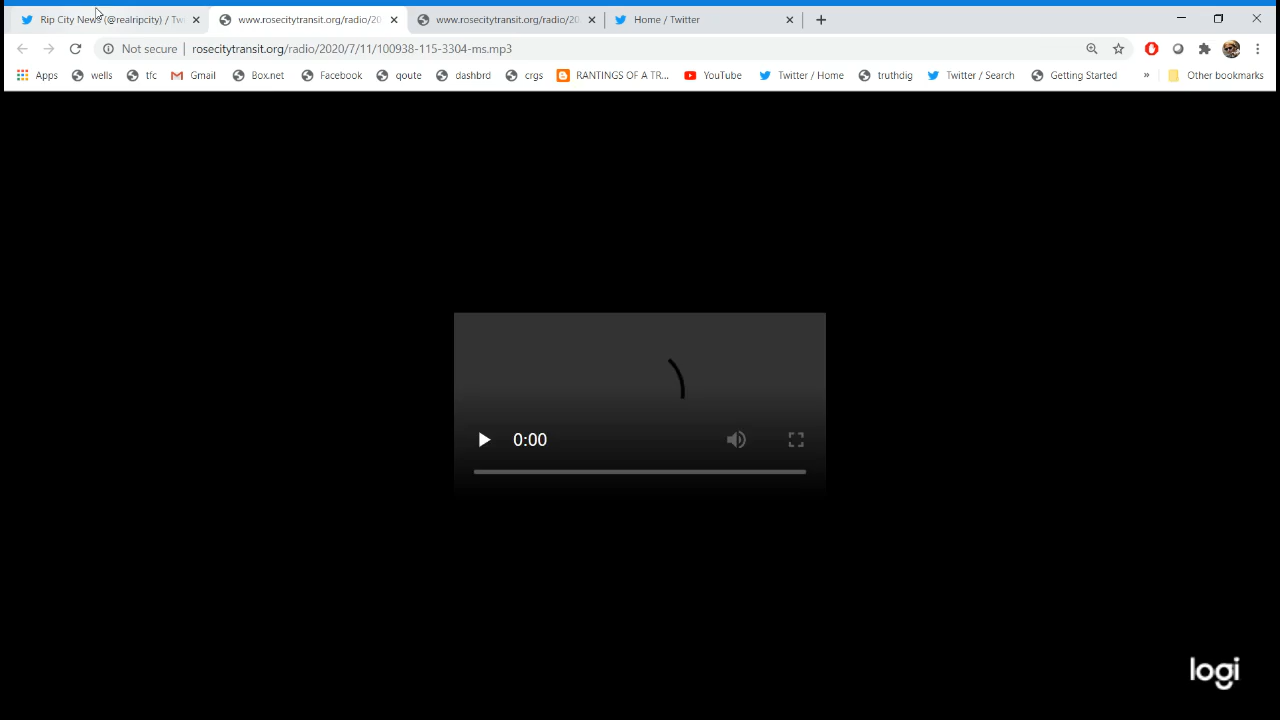 Rip City News (@realripcity) / Twi
www.rosecitytransit.org/radio/20
www.rosecitytransit.org/radio/20
Home / Twitter
Not secure
rosecitytransit.org/radio/2020/7/11/100938-115-3304-ms.mp3
Apps
wells
tfc
Gmail
Box.net
Facebook
qoute
dashbrd
crgs
RANTINGS OF A TR...
YouTube
Twitter / Home
truthdig
Twitter / Search
Getting Started
»
Other bookmarks
0:00
logi